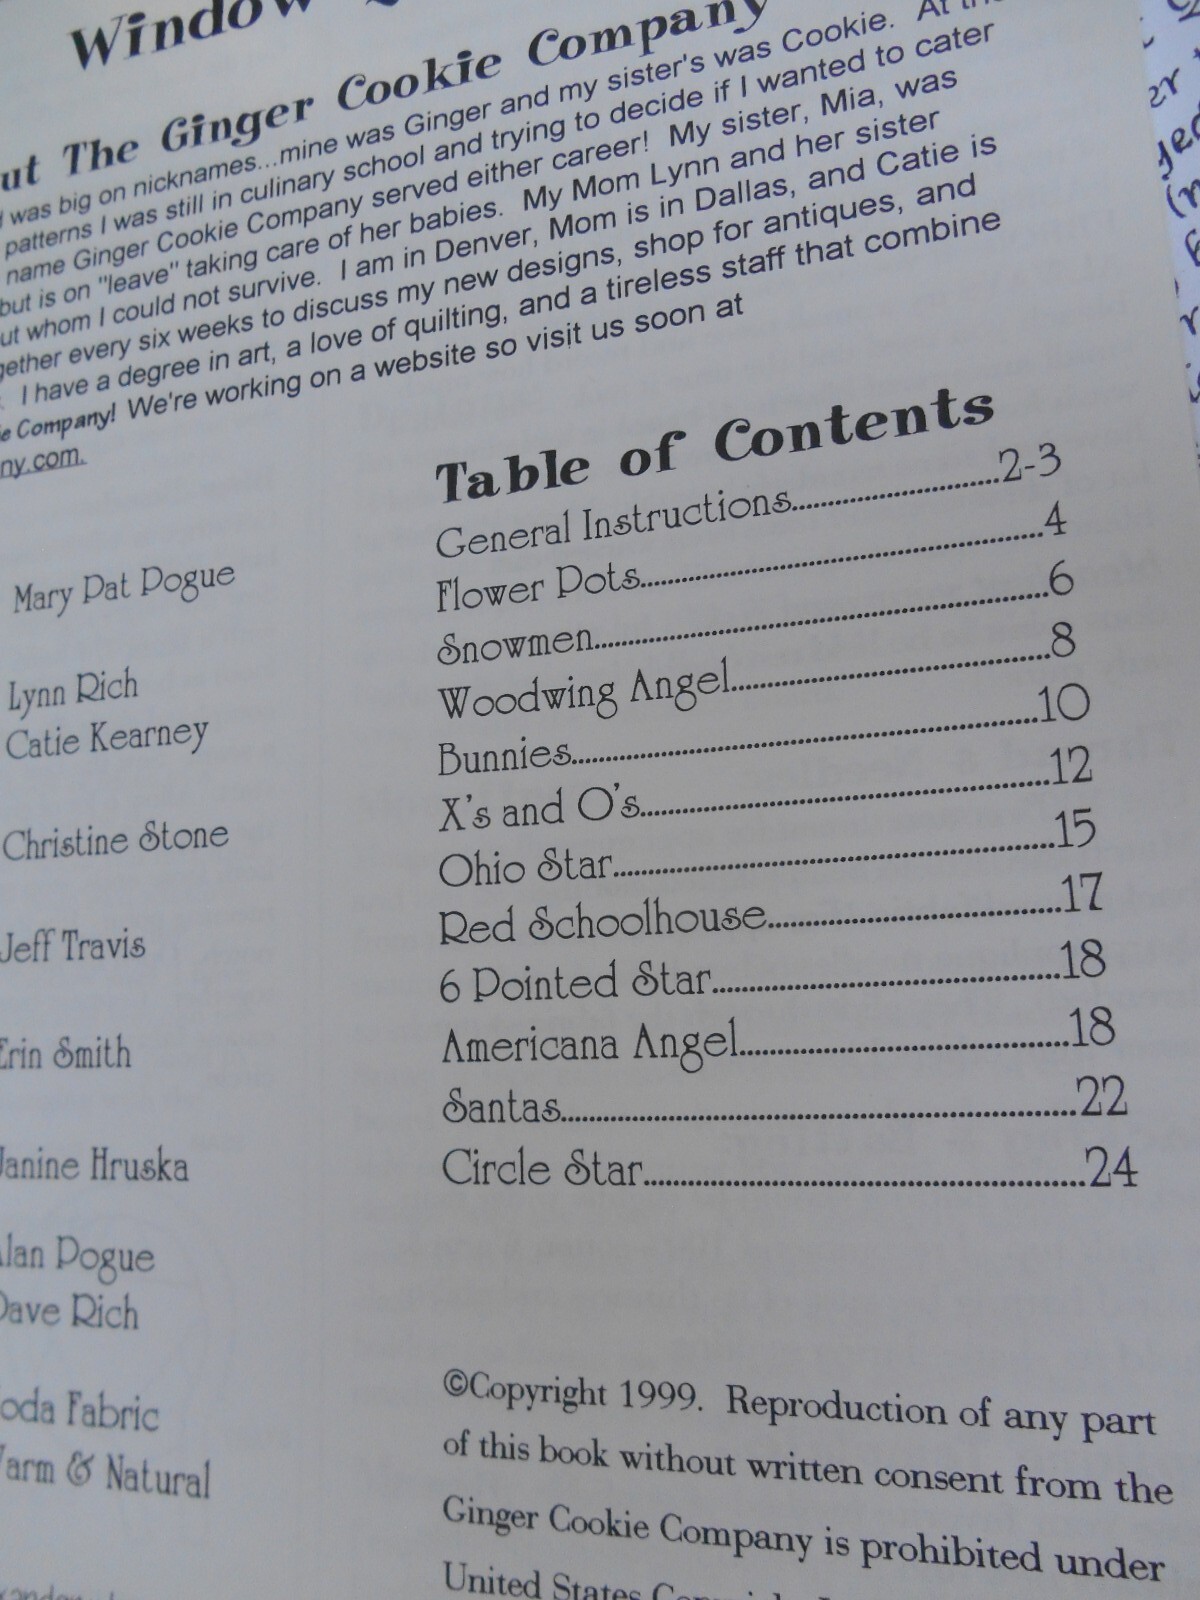 Window
The Ginger Cookie Company
was big on nicknames...mine was Ginger and my sister's was Cookie. At
patterns I was still in culinary school and trying to decide if I wanted to cater
name Ginger Cookie Company served either career! My sister, Mia, was
but is on "leave" taking care of her babies. My Mom Lynn and her sister
whom I could not survive. I am in Denver, Mom is in Dallas, and Catie is
every six weeks to discuss my new designs, shop for antiques, and
I have a degree in art, a love of quilting, and a tireless staff that combine
Company! We're working on a website so visit us soon at
ny.com.
Mary Pat Pogue
Lynn Rich
Catie Kearney
Christine Stone
Jeff Travis
Erin Smith
Janine Hruska
Alan Pogue
Dave Rich
oda Fabric
Warm & Natural
Table of Contents
General Instructions..............................2-3
Flower Pots..............................4
Snowmen..............................6
Woodwing Angel..............................8
Bunnies..............................10
X's and O's..............................12
Ohio Star..............................15
Red Schoolhouse..............................17
6 Pointed Star..............................18
Americana Angel..............................18
Santas..............................22
Circle Star..............................24
©Copyright 1999. Reproduction of any part
of this book without written consent from the
Ginger Cookie Company is prohibited under
United States